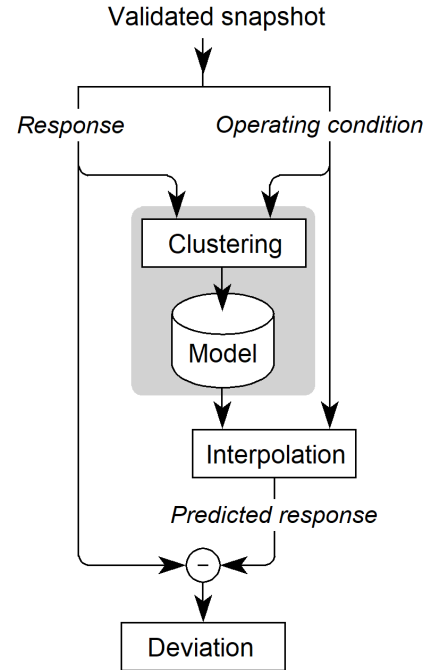 Validated snapshot
Response
Operating condition
Clustering
Model
Interpolation
Predicted response
−
Deviation